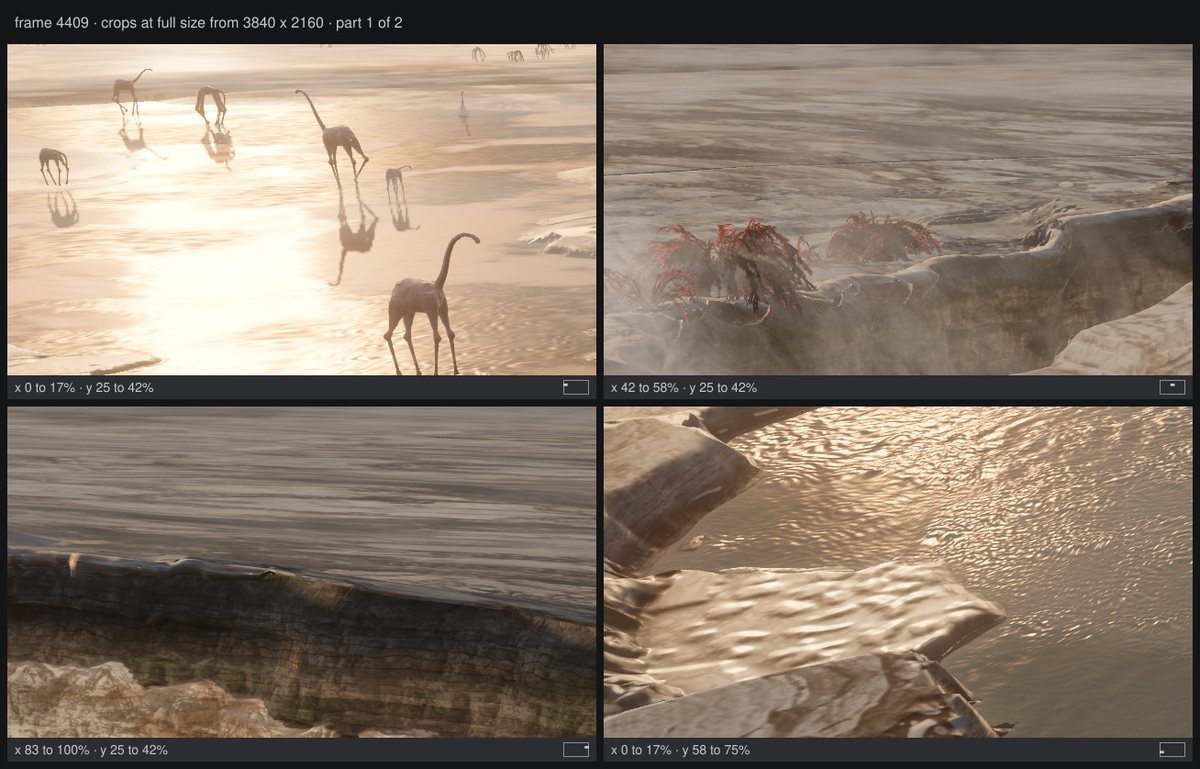 frame 4409 · crops at full size from 3840 x 2160 · part 1 of 2
x 0 to 17% · y 25 to 42%
x 42 to 58% · y 25 to 42%
x 83 to 100% · y 25 to 42%
x 0 to 17% · y 58 to 75%